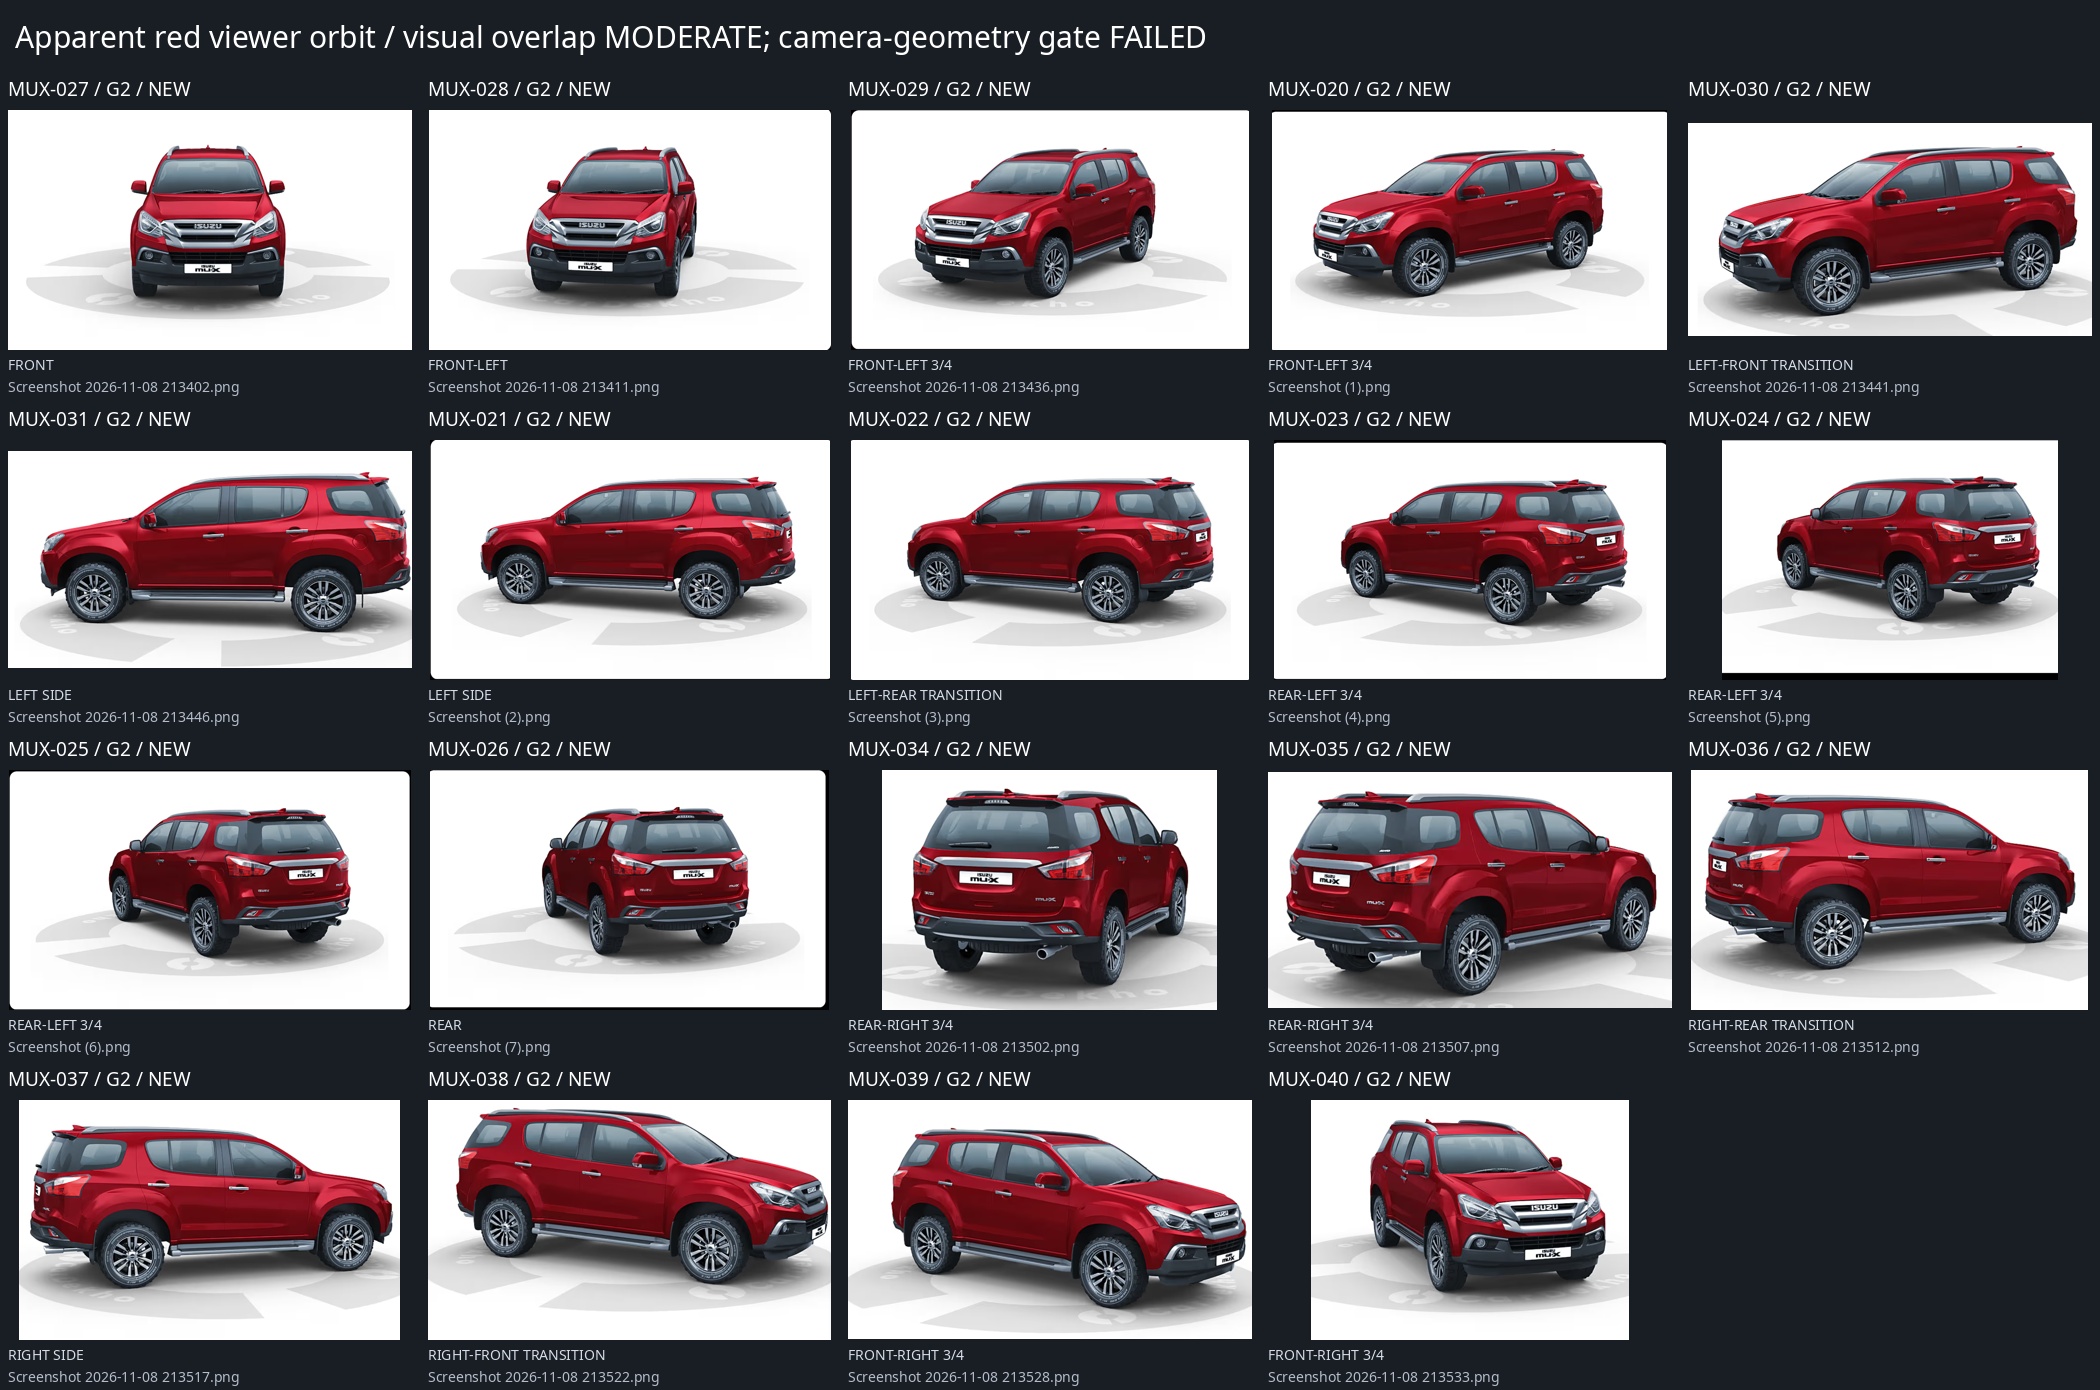 Apparent red viewer orbit / visual overlap MODERATE; camera-geometry gate FAILED
MUX-027 / G2 / NEW
MUX-028 / G2 / NEW
MUX-029 / G2 / NEW
MUX-020 / G2 / NEW
MUX-030 / G2 / NEW
ISUZU
ISUZU
mu-X
mu-X
FRONT
FRONT-LEFT
FRONT-LEFT 3/4
FRONT-LEFT 3/4
LEFT-FRONT TRANSITION
Screenshot 2026-11-08 213402.png
Screenshot 2026-11-08 213411.png
Screenshot 2026-11-08 213436.png
Screenshot (1).png
Screenshot 2026-11-08 213441.png
MUX-031 / G2 / NEW
MUX-021 / G2 / NEW
MUX-022 / G2 / NEW
MUX-023 / G2 / NEW
MUX-024 / G2 / NEW
LEFT SIDE
LEFT SIDE
LEFT-REAR TRANSITION
REAR-LEFT 3/4
REAR-LEFT 3/4
Screenshot 2026-11-08 213446.png
Screenshot (2).png
Screenshot (3).png
Screenshot (4).png
Screenshot (5).png
MUX-025 / G2 / NEW
MUX-026 / G2 / NEW
MUX-034 / G2 / NEW
MUX-035 / G2 / NEW
MUX-036 / G2 / NEW
mu-X
mu-X
mu-X
mu-X
REAR-LEFT 3/4
REAR
REAR-RIGHT 3/4
REAR-RIGHT 3/4
RIGHT-REAR TRANSITION
Screenshot (6).png
Screenshot (7).png
Screenshot 2026-11-08 213502.png
Screenshot 2026-11-08 213507.png
Screenshot 2026-11-08 213512.png
MUX-037 / G2 / NEW
MUX-038 / G2 / NEW
MUX-039 / G2 / NEW
MUX-040 / G2 / NEW
ISUZU
mu-X
RIGHT SIDE
RIGHT-FRONT TRANSITION
FRONT-RIGHT 3/4
FRONT-RIGHT 3/4
Screenshot 2026-11-08 213517.png
Screenshot 2026-11-08 213522.png
Screenshot 2026-11-08 213528.png
Screenshot 2026-11-08 213533.png